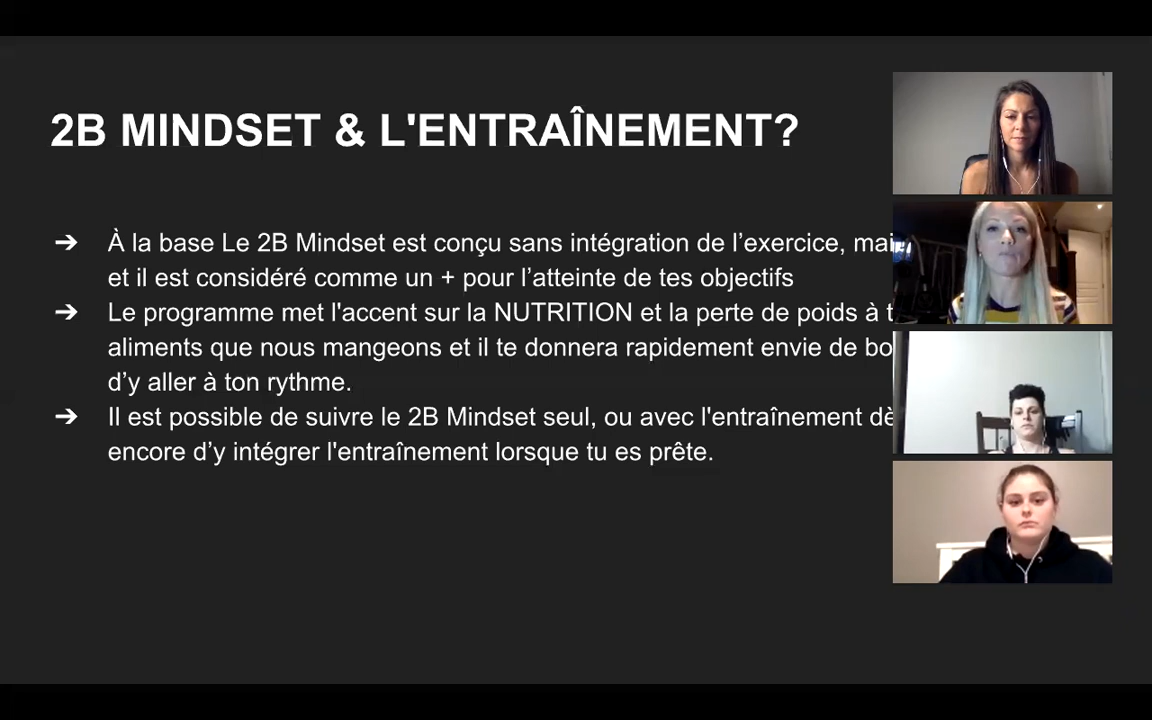 2B MINDSET & L'ENTRAÎNEMENT?
➔ À la base Le 2B Mindset est conçu sans intégration de l’exercice,
et il est considéré comme un + pour l’atteinte de tes objectifs
➔ Le programme met l'accent sur la NUTRITION et la perte de poids à
aliments que nous mangeons et il te donnera rapidement envie de
d’y aller à ton rythme.
➔ Il est possible de suivre le 2B Mindset seul, ou avec l'entraînement
encore d’y intégrer l'entraînement lorsque tu es prête.